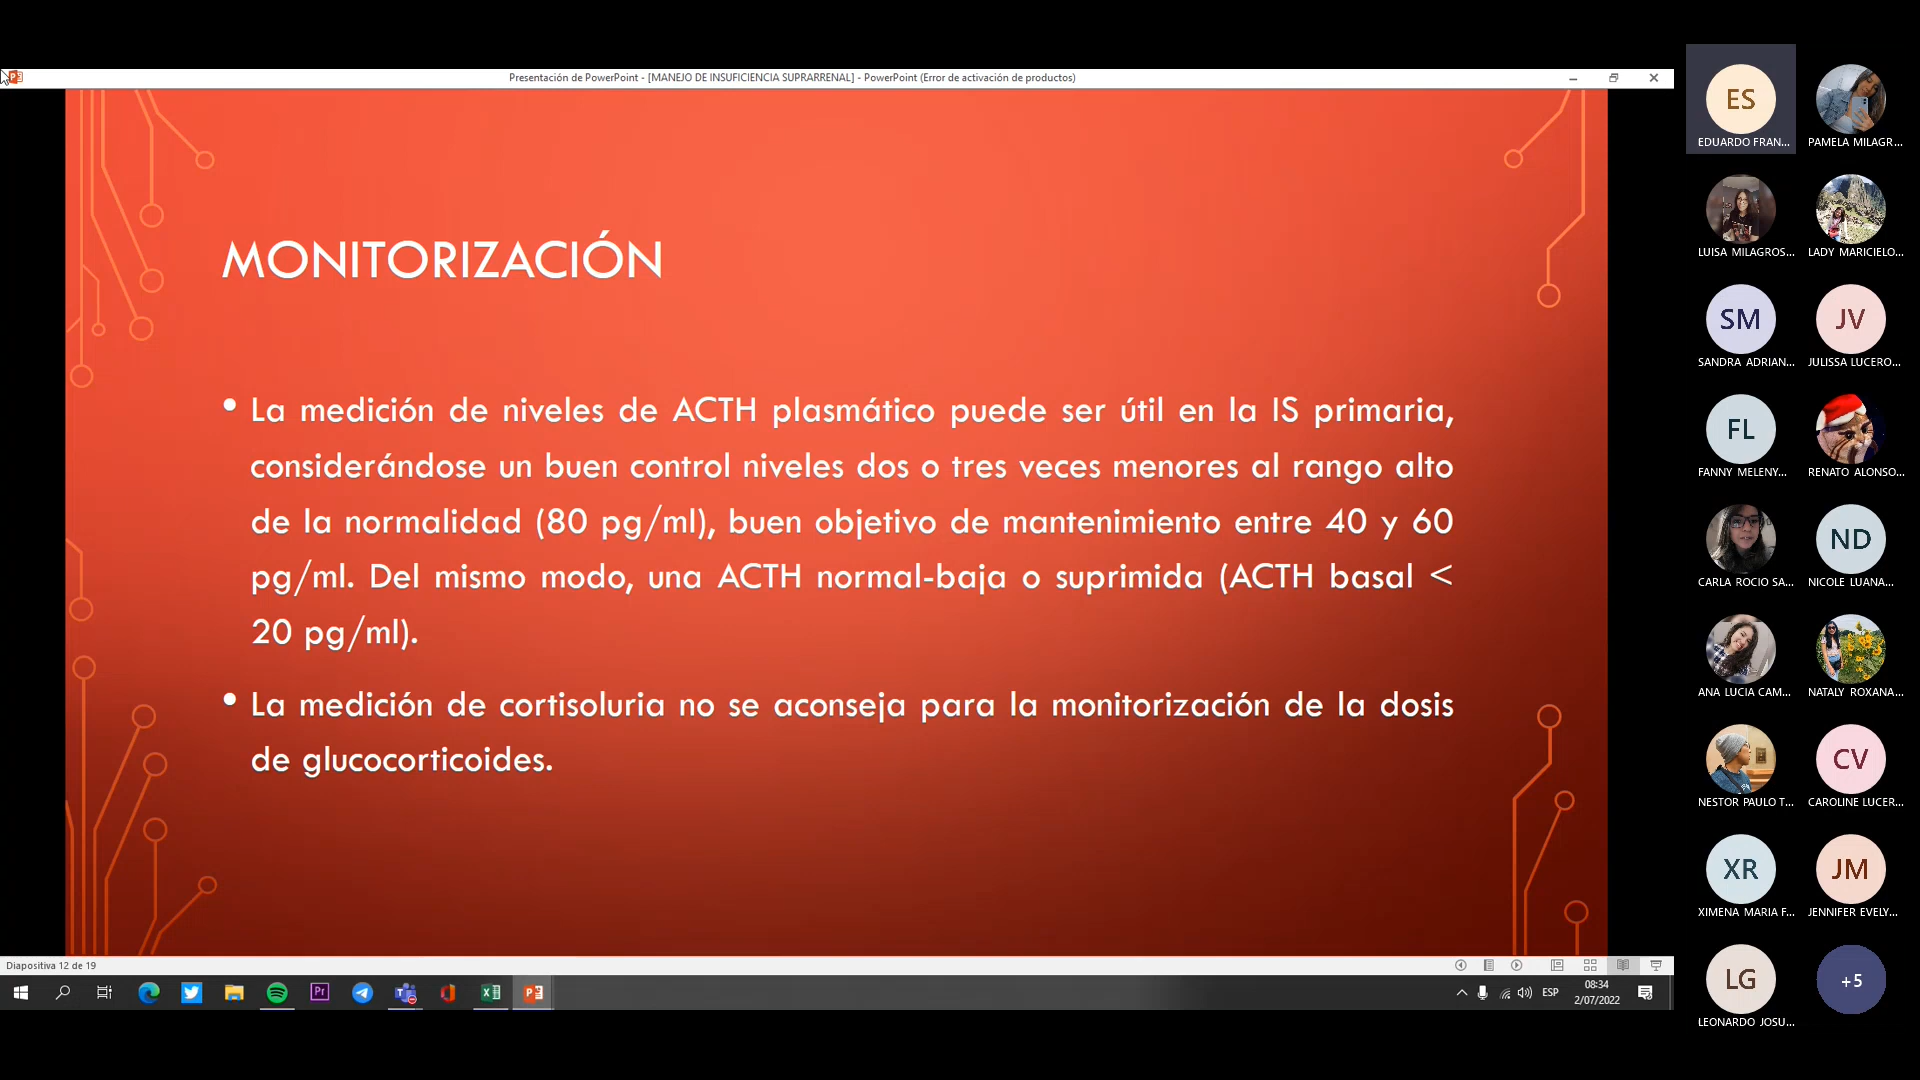 Presentación de PowerPoint - [MANEJO DE INSUFICIENCIA SUPRARRENAL] - PowerPoint (Error de activación de productos)
MONITORIZACIÓN
• La medición de niveles de ACTH plasmático puede ser útil en la IS primaria,
considerándose un buen control niveles dos o tres veces menores al rango alto
de la normalidad (80 pg/ml), buen objetivo de mantenimiento entre 40 y 60
pg/ml. Del mismo modo, una ACTH normal-baja o suprimida (ACTH basal <
20 pg/ml).
• La medición de cortisoluria no se aconseja para la monitorización de la dosis
de glucocorticoides.
Diapositiva 12 de 19
Pr
ESP
08:34
2/07/2022
ES
EDUARDO FRAN...
PAMELA MILAGR...
LUISA MILAGROS...
LADY MARICIELO...
SM
SANDRA ADRIAN...
JV
JULISSA LUCERO...
FL
FANNY MELENY...
RENATO ALONSO...
CARLA ROCIO SA...
ND
NICOLE LUANA...
ANA LUCIA CAM...
NATALY ROXANA...
NESTOR PAULO T...
CV
CAROLINE LUCER...
XR
XIMENA MARIA F...
JM
JENNIFER EVELY...
LG
LEONARDO JOSU...
+5